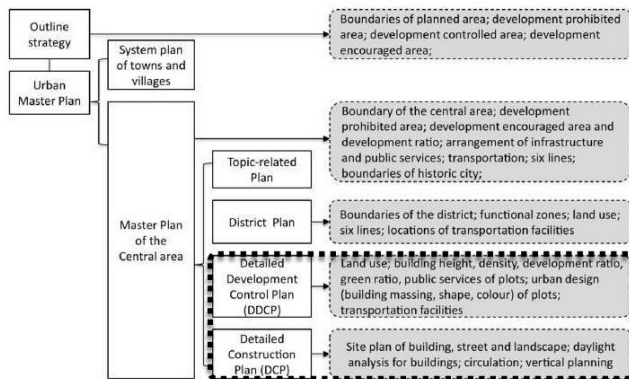 Outline
strategy
Boundaries of planned area; development prohibited
area; development controlled area; development
encouraged area;
System plan
of towns and
villages
Urban
Master Plan
Boundary of the central area; development
prohibited area; development encouraged area and
development ratio; arrangement of infrastructure
and public services; transportation; six lines;
boundaries of historic city;
Topic-related
Plan
Master Plan
of the
Central area
District Plan
Boundaries of the district; functional zones; land use;
six lines; locations of transportation facilities
Detailed
Development
Control Plan
(DDCP)
Land use; building height, density, development ratio,
green ratio, public services of plots; urban design
(building massing, shape, colour) of plots;
transportation facilities
Detailed
Construction
Plan (DCP)
Site plan of building, street and landscape; daylight
analysis for buildings; circulation; vertical planning